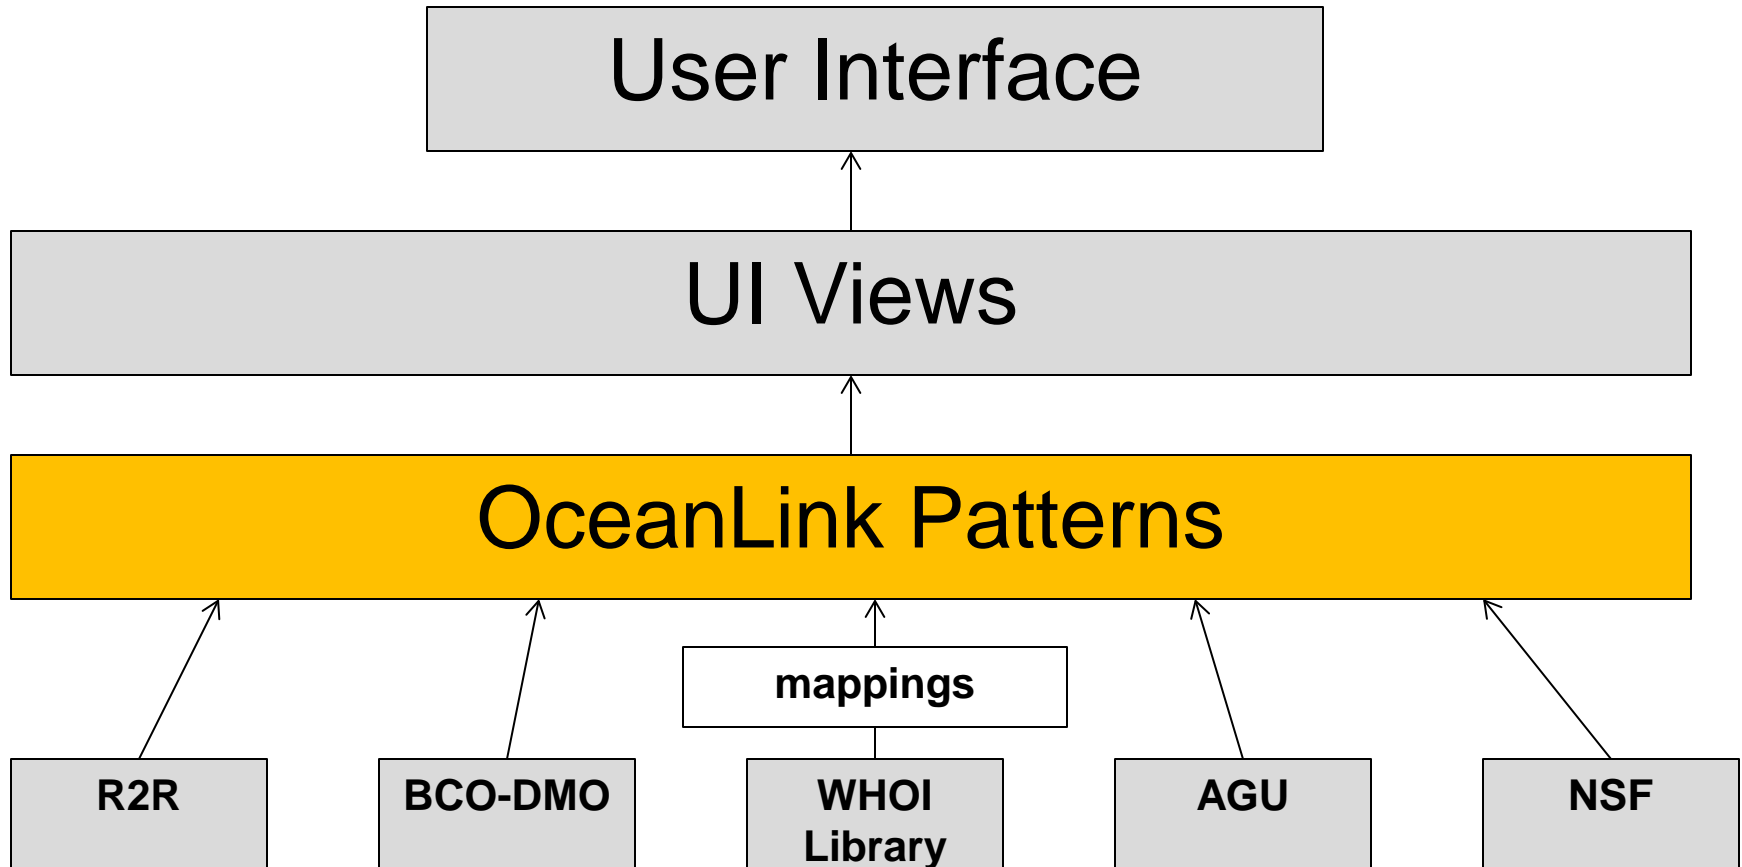 User Interface
UI Views
OceanLink Patterns
mappings
R2R
BCO-DMO
WHOI
Library
AGU
NSF